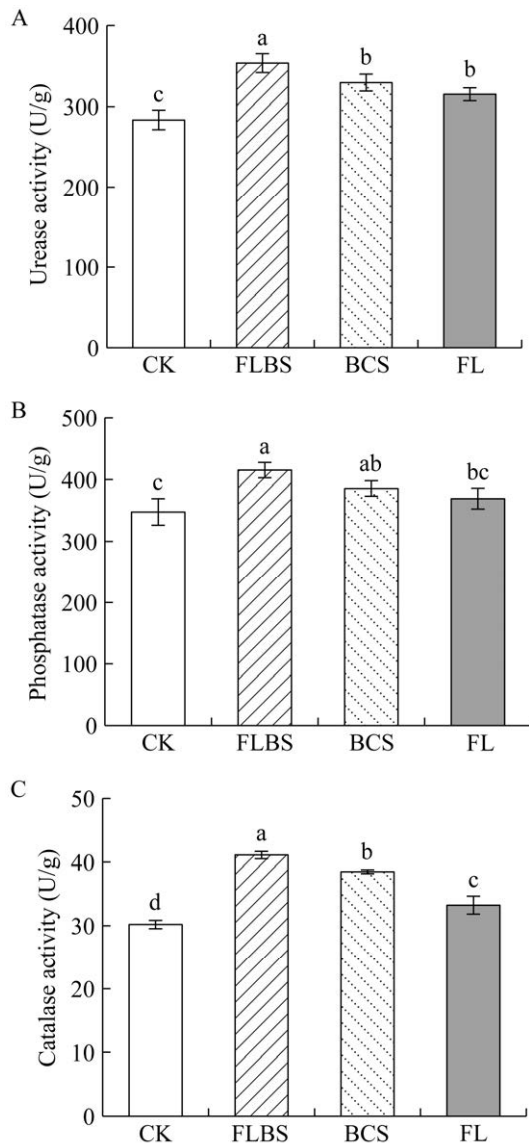 A
Urease activity (U/g)
400
300
200
100
0
c
a
b
b
CK
FLBS
BCS
FL
B
Phosphatase activity (U/g)
500
400
300
200
100
0
c
a
ab
bc
CK
FLBS
BCS
FL
C
Catalase activity (U/g)
50
40
30
20
10
0
d
a
b
c
CK
FLBS
BCS
FL